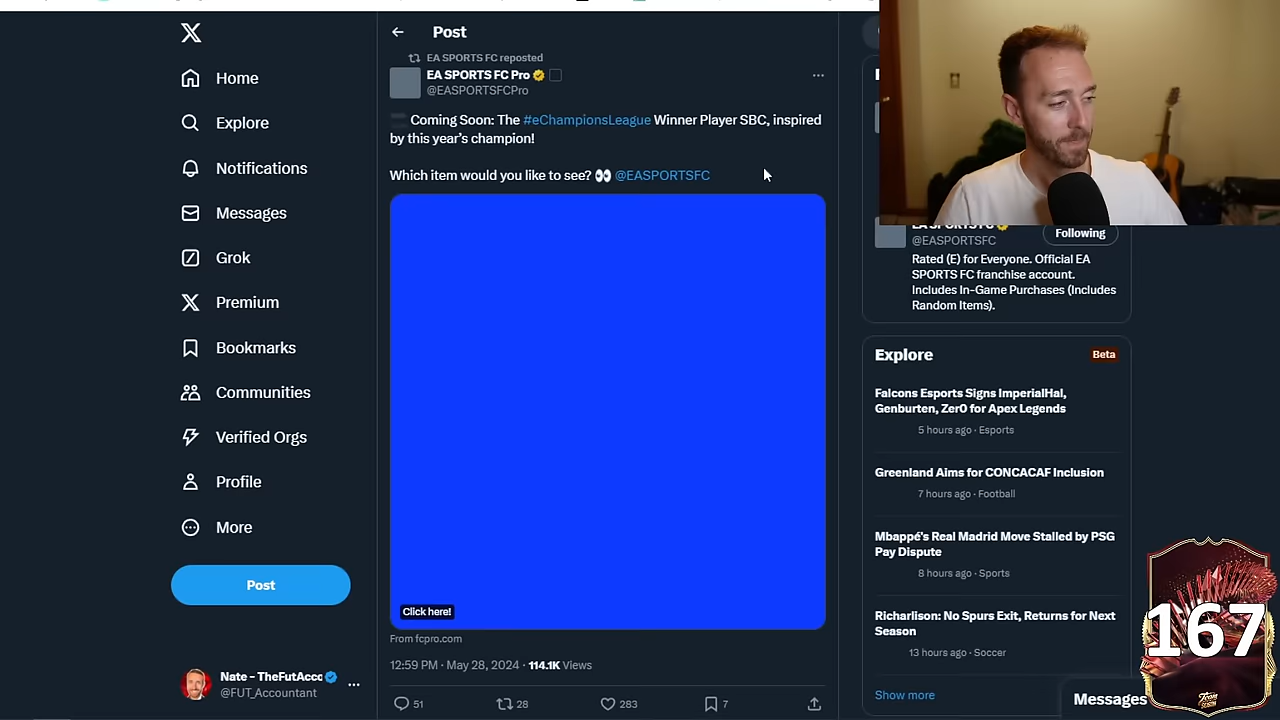 Post
EA SPORTS FC reposted
EA SPORTS FC Pro
@EASPORTSFCPro
Coming Soon: The #eChampionsLeague Winner Player SBC, inspired
by this year's champion!
Which item would you like to see? 👀 @EASPORTSFC
Click here!
From fcpro.com
12:59 PM · May 28, 2024 · 114.1K Views
51
28
283
7
Home
Explore
Notifications
Messages
Grok
Premium
Bookmarks
Communities
Verified Orgs
Profile
More
Post
Nate - TheFutAcc
@FUT_Accountant
@EASPORTSFC
Following
Rated (E) for Everyone. Official EA
SPORTS FC franchise account.
Includes In-Game Purchases (Includes
Random Items).
Explore
Beta
Falcons Esports Signs ImperialHal,
Genburten, Zer0 for Apex Legends
5 hours ago · Esports
Greenland Aims for CONCACAF Inclusion
7 hours ago · Football
Mbappé's Real Madrid Move Stalled by PSG
Pay Dispute
8 hours ago · Sports
Richarlison: No Spurs Exit, Returns for Next
Season
13 hours ago · Soccer
Show more
Messages
167